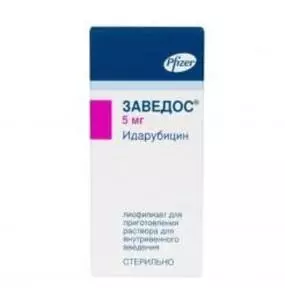 Pfizer
ЗАВЕДОС®
5 мг
Идарубицин
лиофилизат для
приготовления
раствора для
внутривенного
введения
СТЕРИЛЬНО